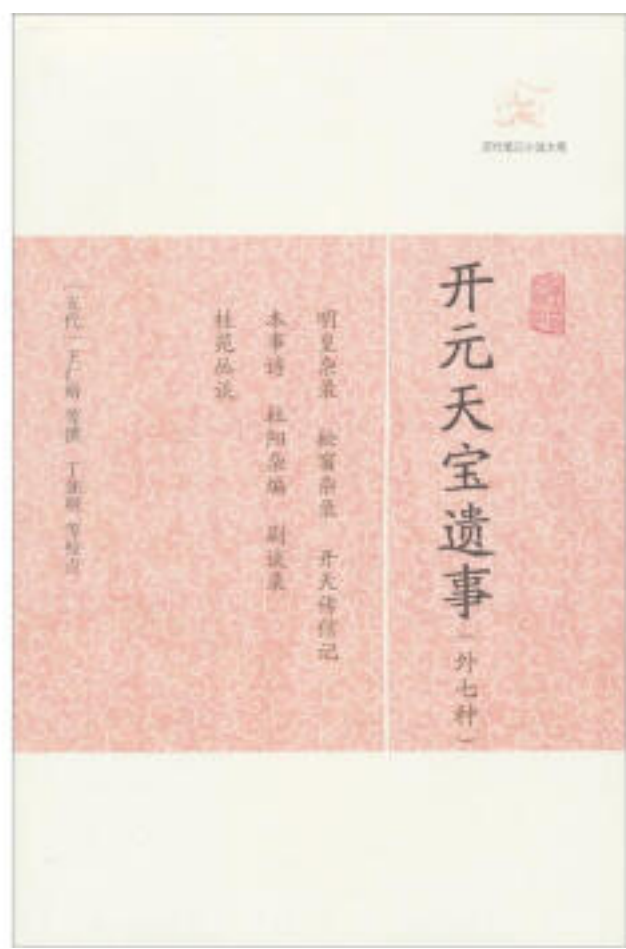 历代笔记小说大观
开元天宝遗事(外七种)
明皇杂录 松窗杂录 开天传信记
本事诗 杜阳杂编 剧谈录
桂苑丛谈
[五代]王仁裕 等撰 丁如明 等校点